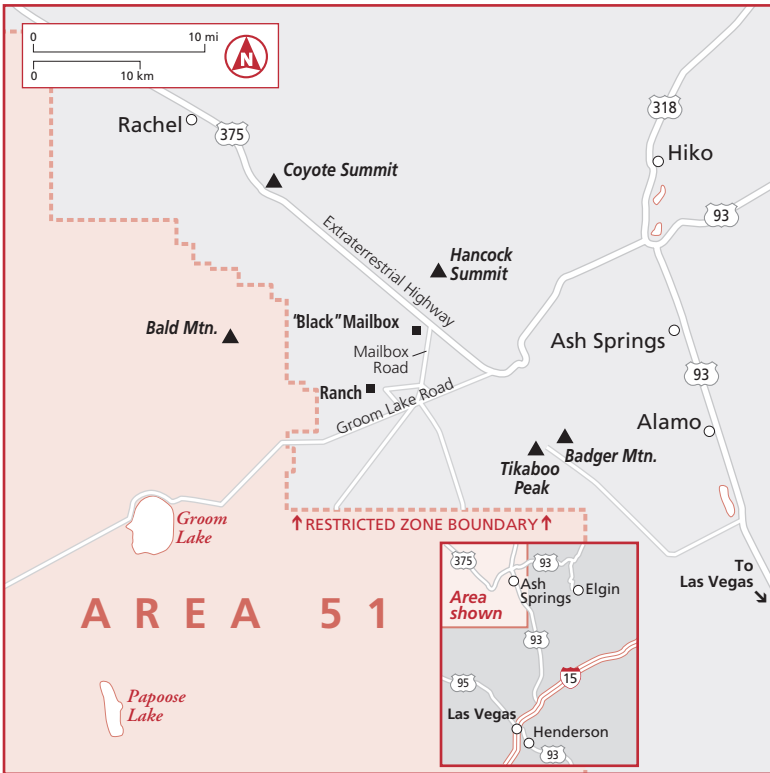 0
10 mi
0
10 km
N
Rachel
375
Coyote Summit
318
Hiko
93
Extraterrestrial Highway
Hancock
Summit
Bald Mtn.
"Black" Mailbox
Mailbox
Road
Ash Springs
93
Ranch
Groom Lake Road
Alamo
Badger Mtn.
Tikaboo
Peak
Groom
Lake
↑ RESTRICTED ZONE BOUNDARY ↑
To
Las Vegas
AREA 51
Papoose
Lake
375
93
Ash
Springs
Elgin
Area
shown
93
95
15
Las Vegas
Henderson
93